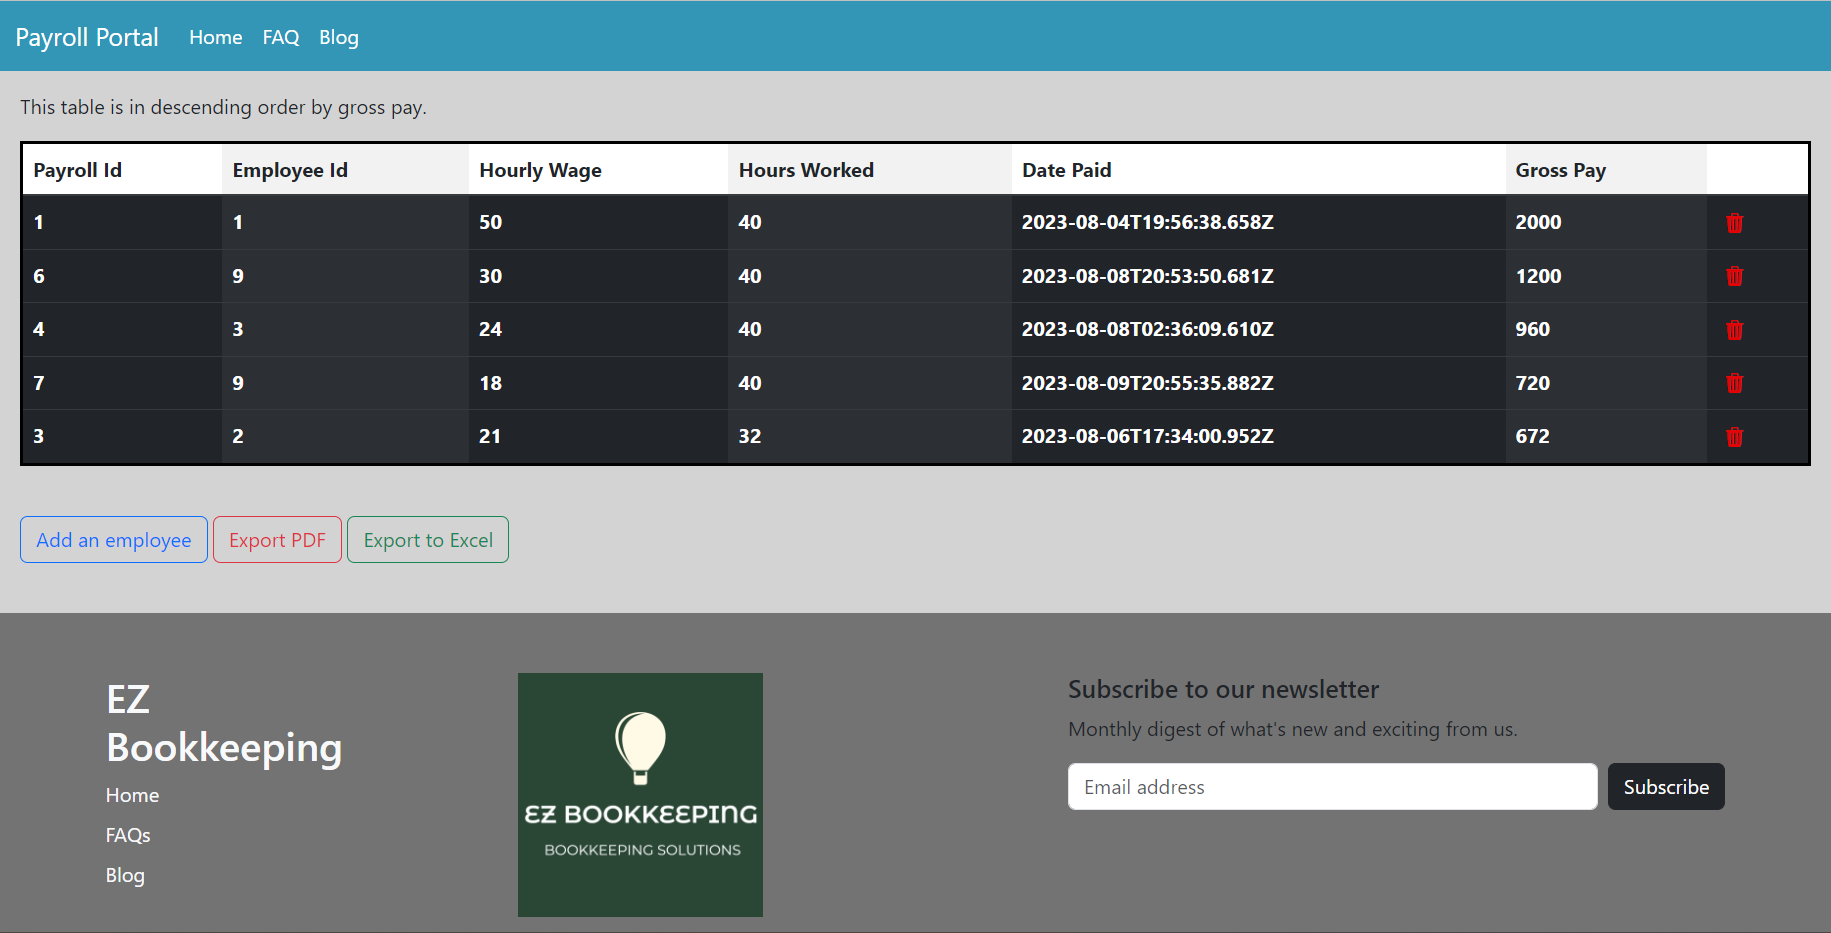 Payroll Portal Home FAQ Blog
This table is in descending order by gross pay.
Payroll Id Employee Id Hourly Wage Hours Worked Date Paid Gross Pay
1 1 50 40 2023-08-04T19:56:38.658Z 2000
6 9 30 40 2023-08-08T20:53:50.681Z 1200
4 3 24 40 2023-08-08T02:36:09.610Z 960
7 9 18 40 2023-08-09T20:55:35.882Z 720
3 2 21 32 2023-08-06T17:34:00.952Z 672
Add an employee Export PDF Export to Excel
EZ
Bookkeeping
Home
FAQs
Blog
EZ BOOKKEEPING
BOOKKEEPING SOLUTIONS
Subscribe to our newsletter
Monthly digest of what's new and exciting from us.
Email address Subscribe